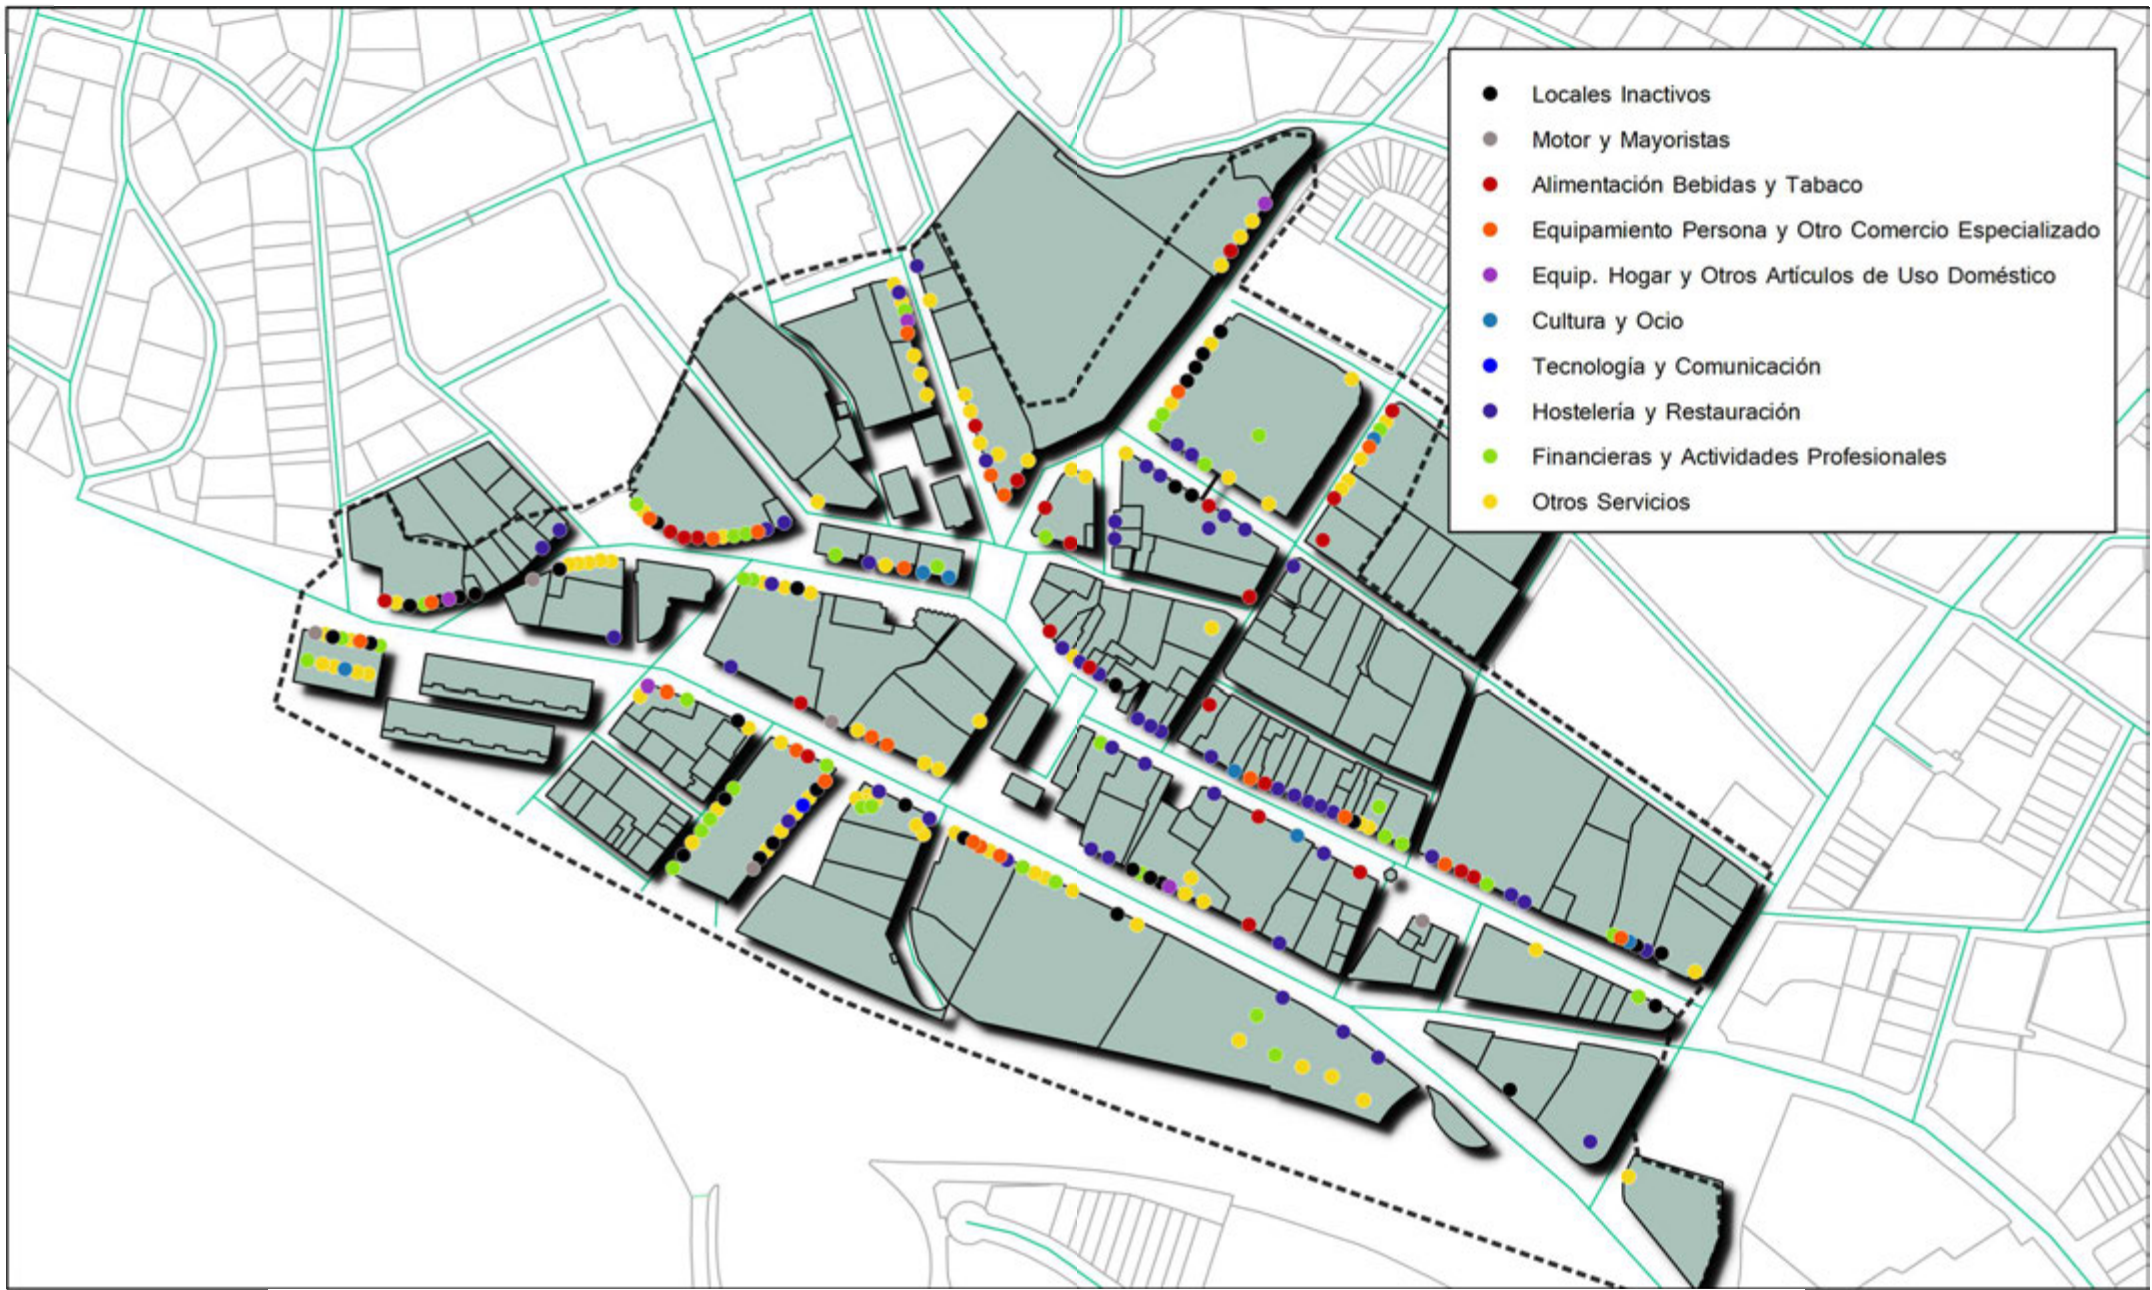 Locales Inactivos
Motor y Mayoristas
Alimentación Bebidas y Tabaco
Equipamiento Persona y Otro Comercio Especializado
Equip. Hogar y Otros Artículos de Uso Doméstico
Cultura y Ocio
Tecnología y Comunicación
Hostelería y Restauración
Financieras y Actividades Profesionales
Otros Servicios